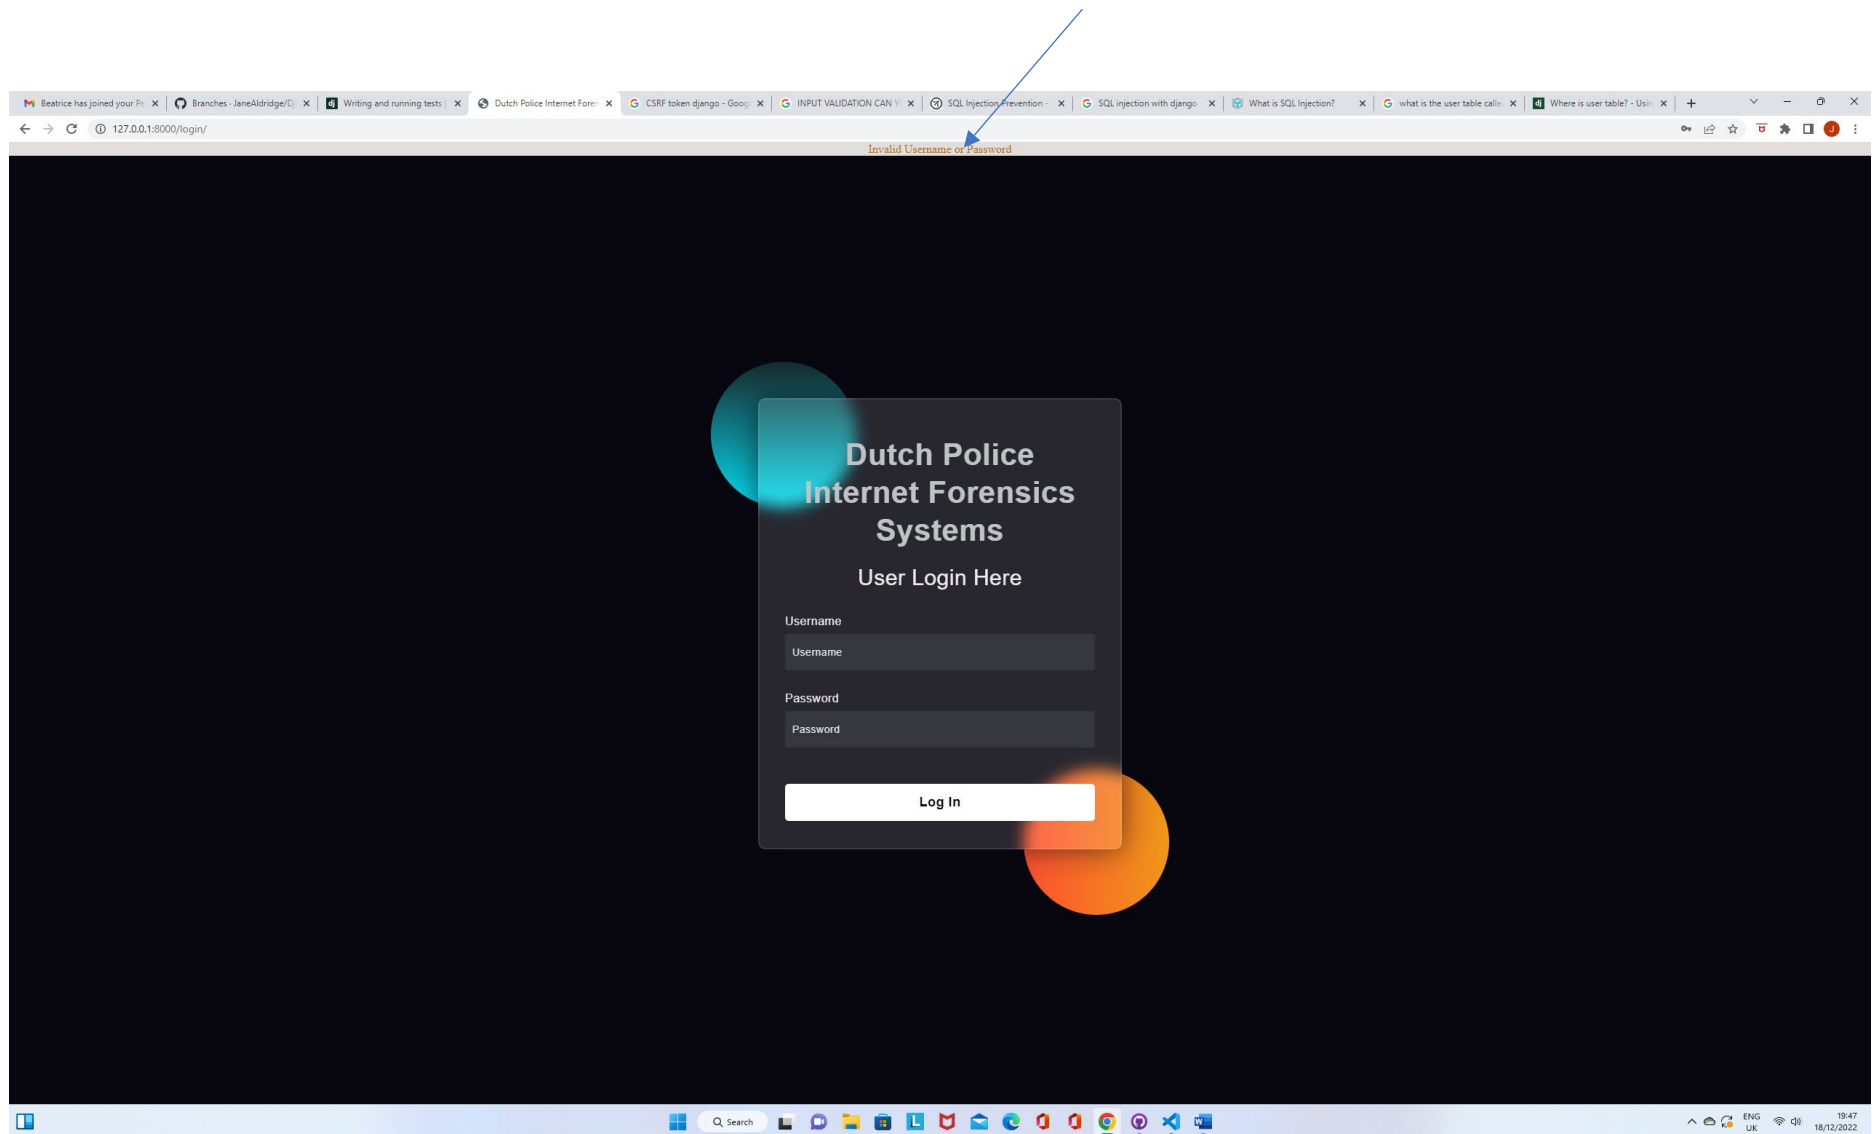 Beatrice has joined your Pe
Branches · JaneAldridge/Dj
Writing and running tests |
Dutch Police Internet Foren
CSRF token django - Goog
INPUT VALIDATION CAN Y
SQL Injection Prevention -
SQL injection with django -
What is SQL Injection?
what is the user table calle
Where is user table? - Usin
127.0.0.1:8000/login/
J
Invalid Username or Password
Dutch Police
Internet Forensics
Systems
User Login Here
Username
Username
Password
Password
Log In
Search
ENG
UK
19:47
18/12/2022